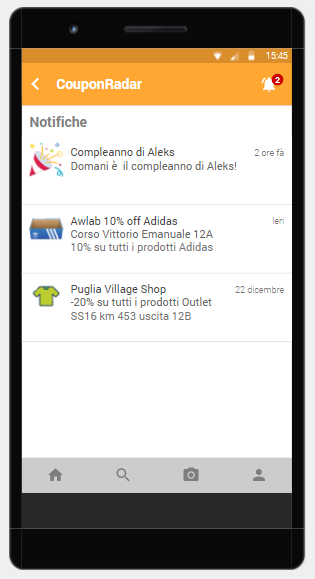 15:45
CouponRadar
2
Notifiche
Compleanno di Aleks 2 ore fà
Domani è il compleanno di Aleks!
Awlab 10% off Adidas Ieri
Corso Vittorio Emanuale 12A
10% su tutti i prodotti Adidas
Puglia Village Shop 22 dicembre
-20% su tutti i prodotti Outlet
SS16 km 453 uscita 12B